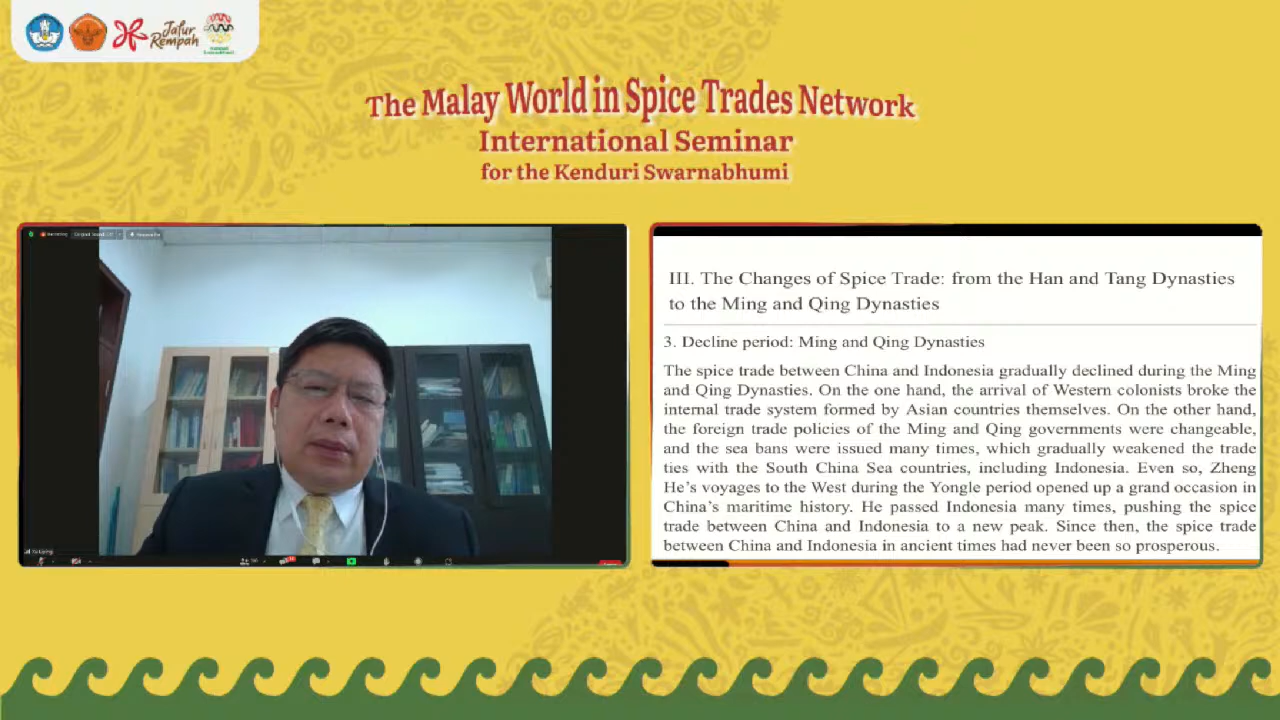 Jalur
Rempah
The Malay World in Spice Trades Network
International Seminar
for the Kenduri Swarnabhumi
III. The Changes of Spice Trade: from the Han and Tang Dynasties
to the Ming and Qing Dynasties
3. Decline period: Ming and Qing Dynasties
The spice trade between China and Indonesia gradually declined during the Ming
and Qing Dynasties. On the one hand, the arrival of Western colonists broke the
internal trade system formed by Asian countries themselves. On the other hand,
the foreign trade policies of the Ming and Qing governments were changeable,
and the sea bans were issued many times, which gradually weakened the trade
ties with the South China Sea countries, including Indonesia. Even so, Zheng
He's voyages to the West during the Yongle period opened up a grand occasion in
China's maritime history. He passed Indonesia many times, pushing the spice
trade between China and Indonesia to a new peak. Since then, the spice trade
between China and Indonesia in ancient times had never been so prosperous.